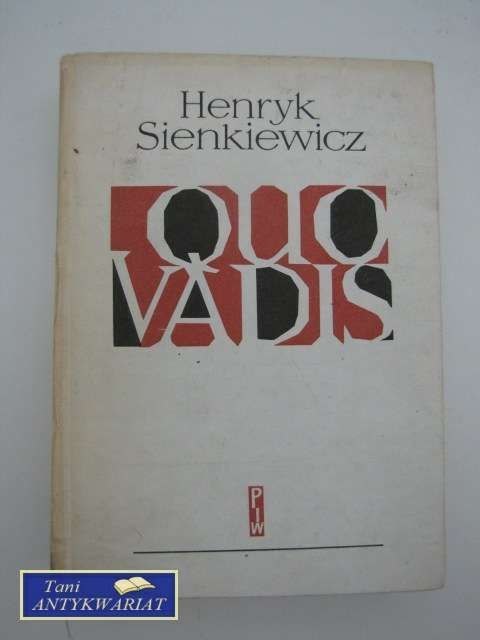 Henryk
Sienkiewicz
QUO
VADIS
PIW
Tani
ANTYKWARIAT